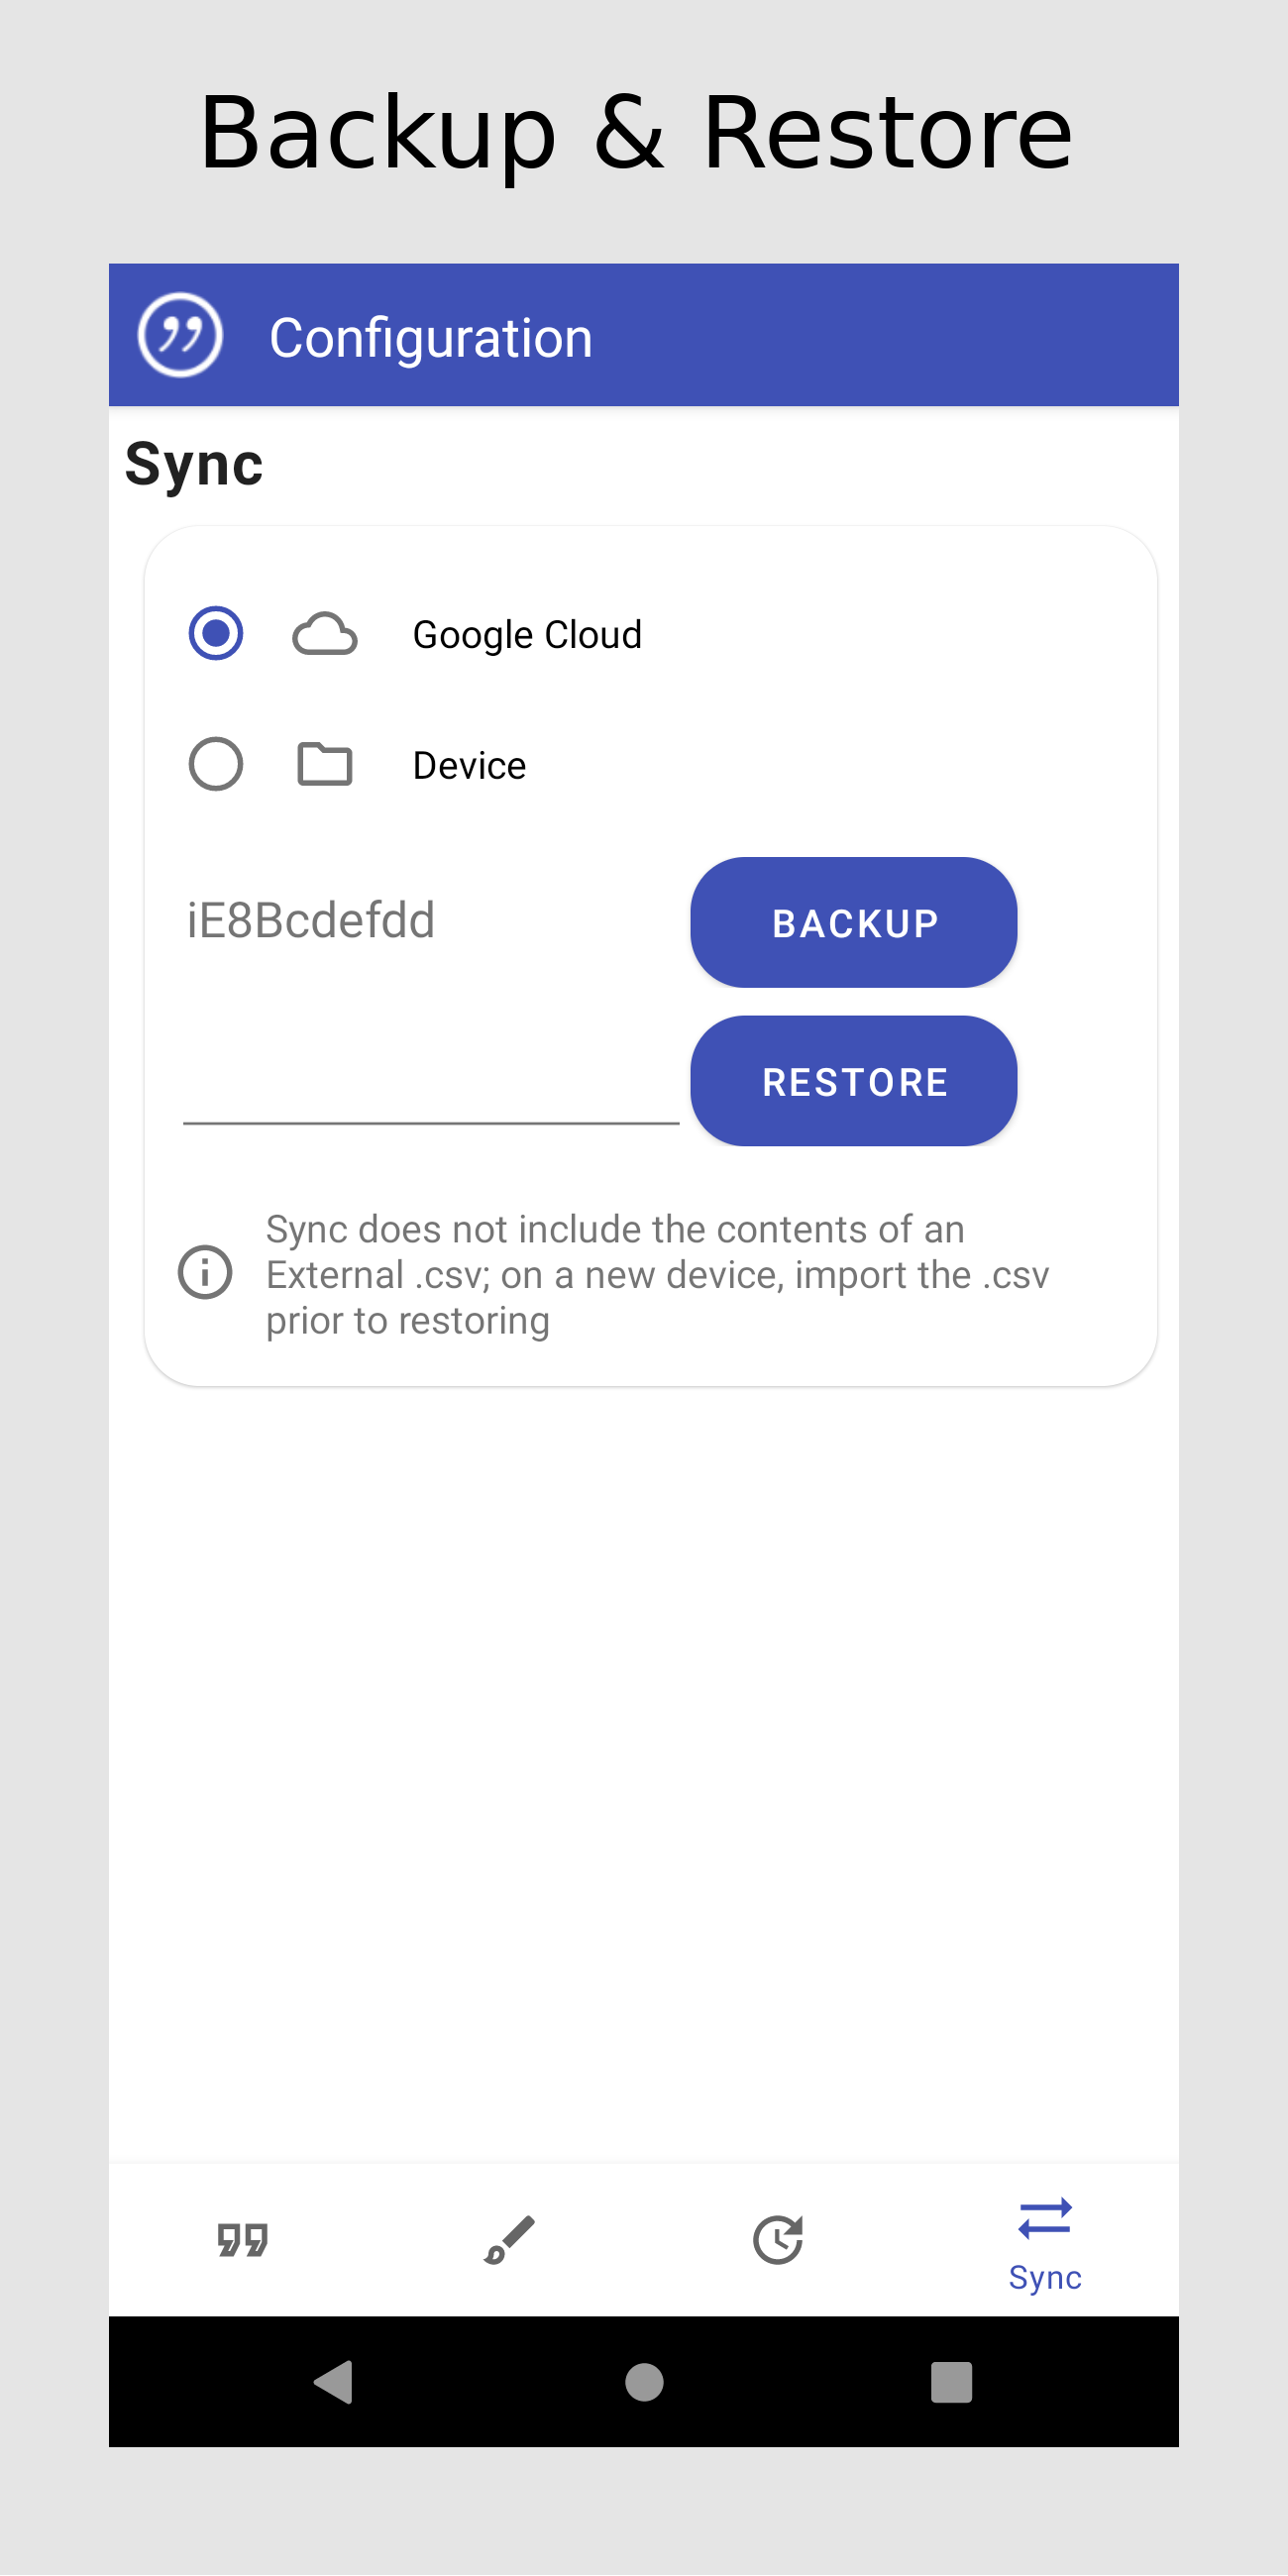 Backup & Restore
Configuration
Sync
Google Cloud
Device
iE8Bcdefdd
BACKUP
RESTORE
Sync does not include the contents of an
External .csv; on a new device, import the .csv
prior to restoring
Sync